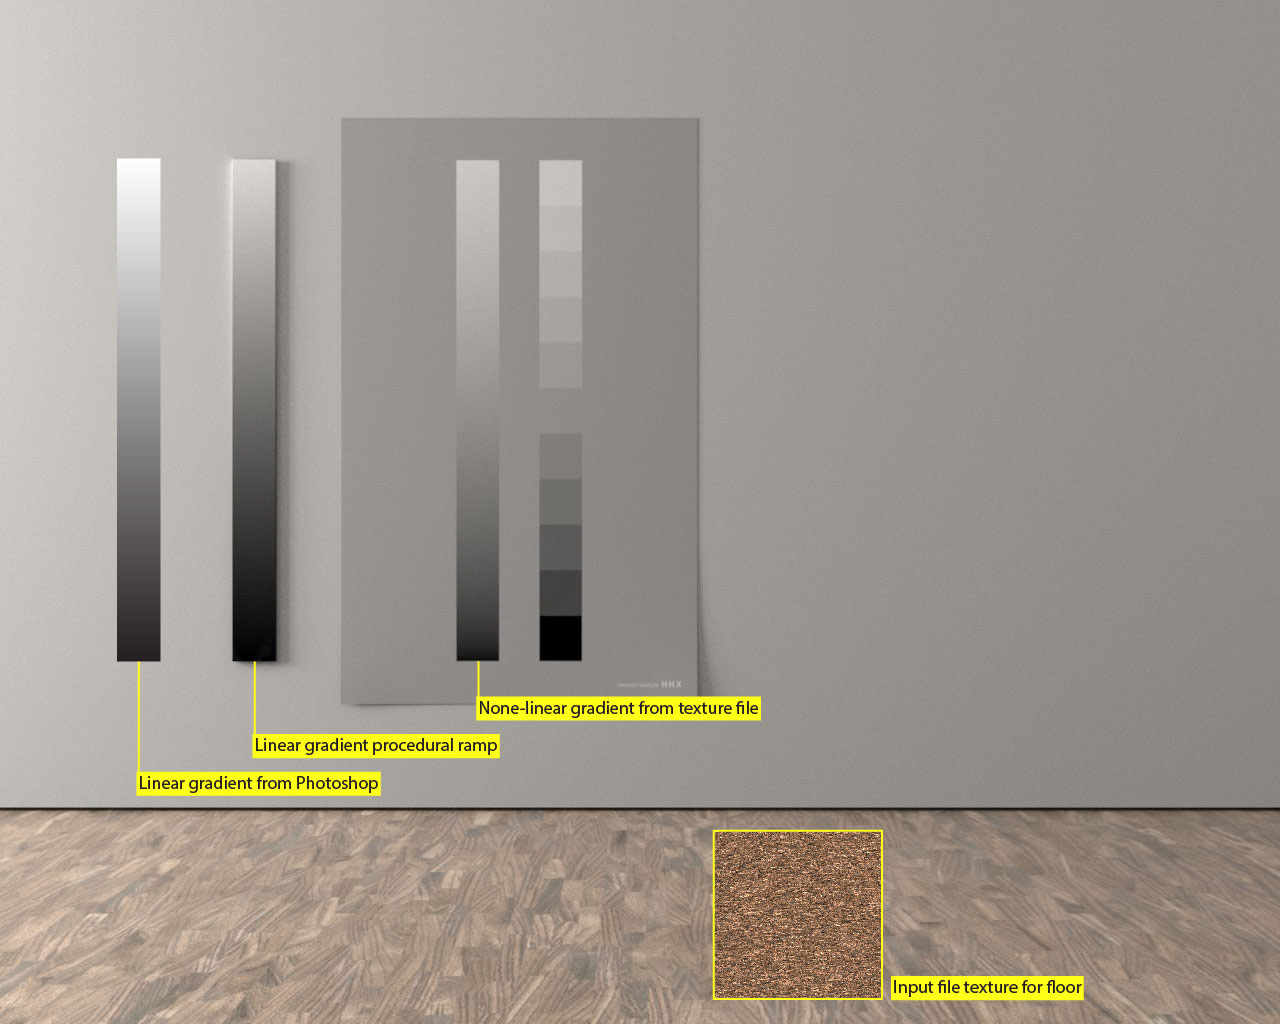 HHX
None-linear gradient from texture file
Linear gradient procedural ramp
Linear gradient from Photoshop
Input file texture for floor